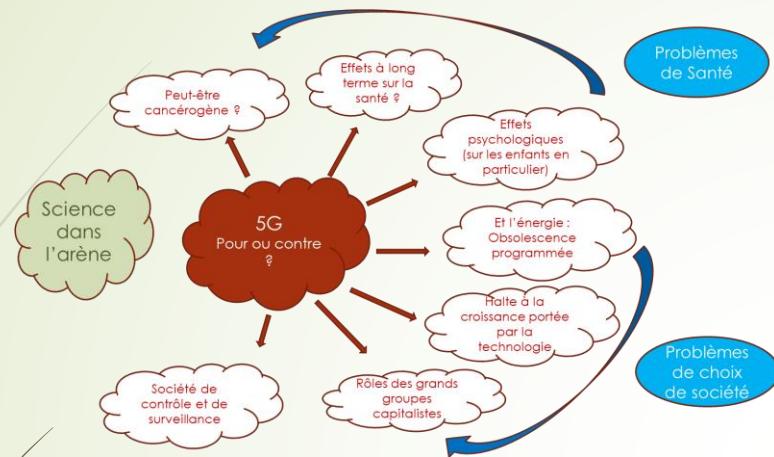 Problèmes
de Santé
Peut-être
cancérogène ?
Effets à long
terme sur la
santé ?
Effets
psychologiques
(sur les enfants en
particulier)
Science
dans
l'arène
5G
Pour ou contre
?
Et l'énergie :
Obsolescence
programmée
Halte à la
croissance portée
par la
technologie
Problèmes
de choix
de société
Société de
contrôle et de
surveillance
Rôles des grands
groupes
capitalistes